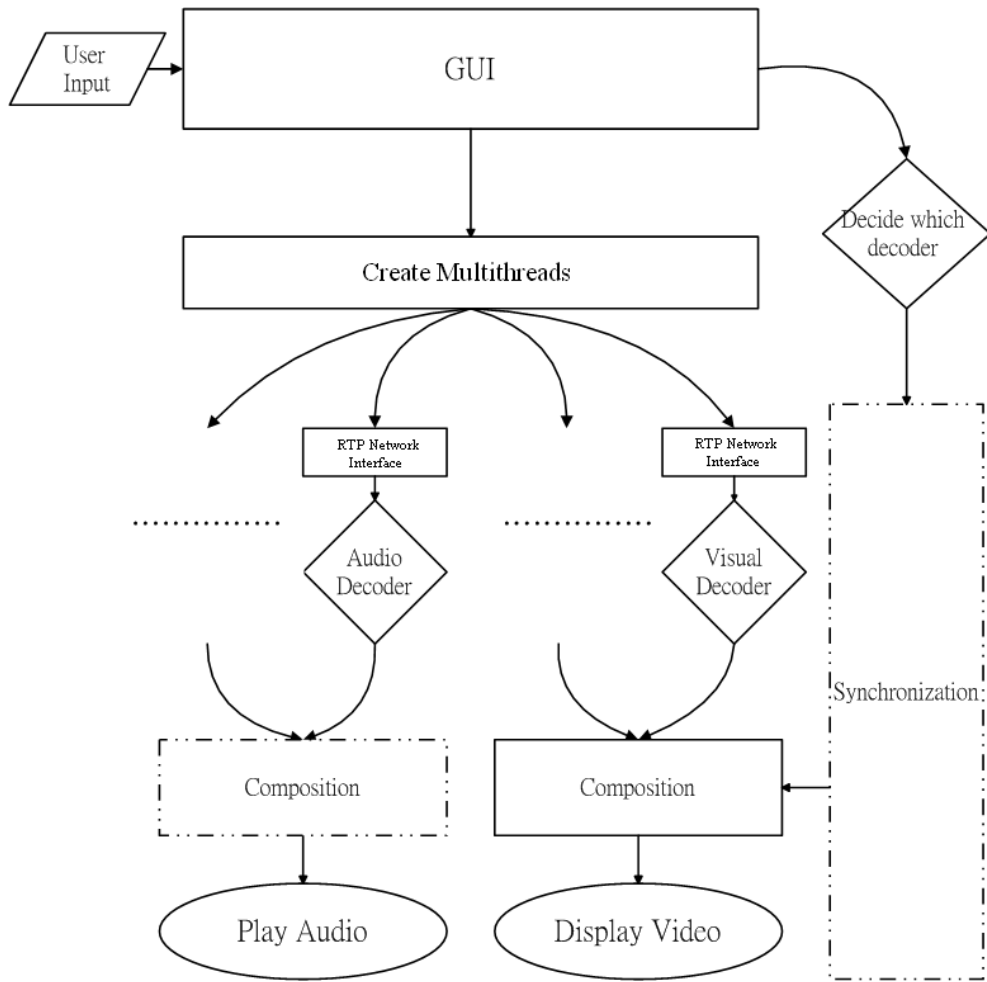 User
Input
GUI
Decide which
decoder
Create Multithreads
RTP Network
Interface
RTP Network
Interface
Audio
Decoder
Visual
Decoder
Synchronization
Composition
Composition
Play Audio
Display Video